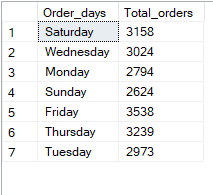 Order_days Total_orders
1 Saturday 3158
2 Wednesday 3024
3 Monday 2794
4 Sunday 2624
5 Friday 3538
6 Thursday 3239
7 Tuesday 2973